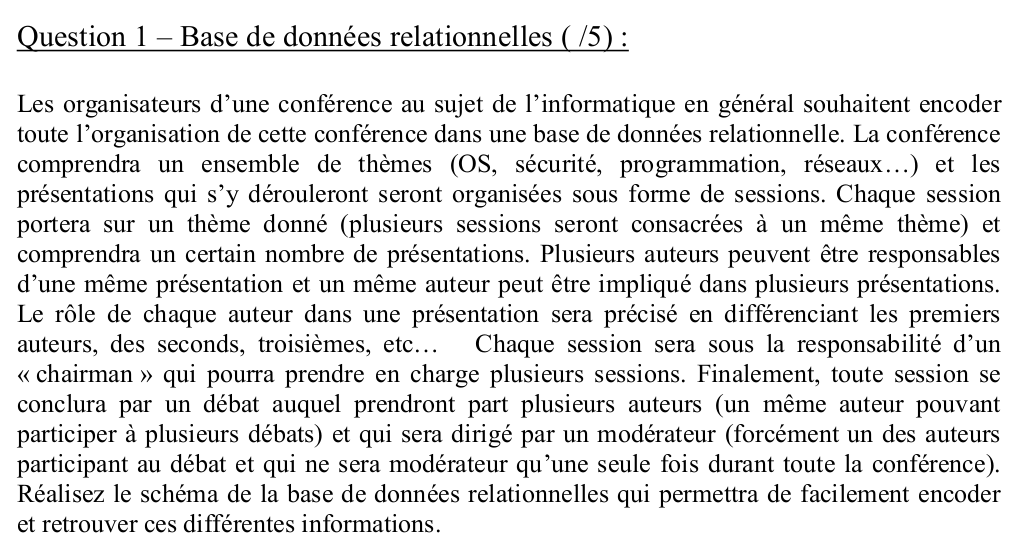 Question 1 – Base de données relationnelles ( /5) :
Les organisateurs d’une conférence au sujet de l’informatique en général souhaitent encoder
toute l’organisation de cette conférence dans une base de données relationnelle. La conférence
comprendra un ensemble de thèmes (OS, sécurité, programmation, réseaux…) et les
présentations qui s’y dérouleront seront organisées sous forme de sessions. Chaque session
portera sur un thème donné (plusieurs sessions seront consacrées à un même thème) et
comprendra un certain nombre de présentations. Plusieurs auteurs peuvent être responsables
d’une même présentation et un même auteur peut être impliqué dans plusieurs présentations.
Le rôle de chaque auteur dans une présentation sera précisé en différenciant les premiers
auteurs, des seconds, troisièmes, etc… Chaque session sera sous la responsabilité d’un
« chairman » qui pourra prendre en charge plusieurs sessions. Finalement, toute session se
conclura par un débat auquel prendront part plusieurs auteurs (un même auteur pouvant
participer à plusieurs débats) et qui sera dirigé par un modérateur (forcément un des auteurs
participant au débat et qui ne sera modérateur qu’une seule fois durant toute la conférence).
Réalisez le schéma de la base de données relationnelles qui permettra de facilement encoder
et retrouver ces différentes informations.